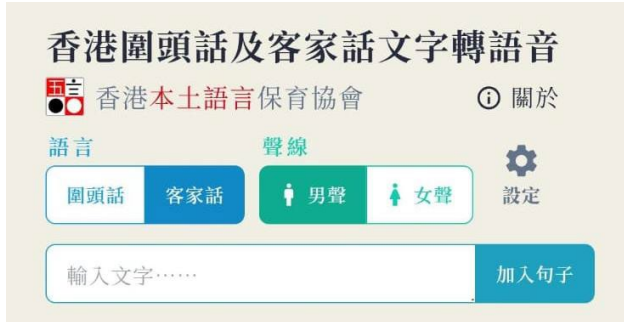 香港圍頭話及客家話文字轉語音
五言 香港本土語言保育協會 關於
語言 聲線
圍頭話 客家話 男聲 女聲 設定
輸入文字⋯⋯ 加入句子